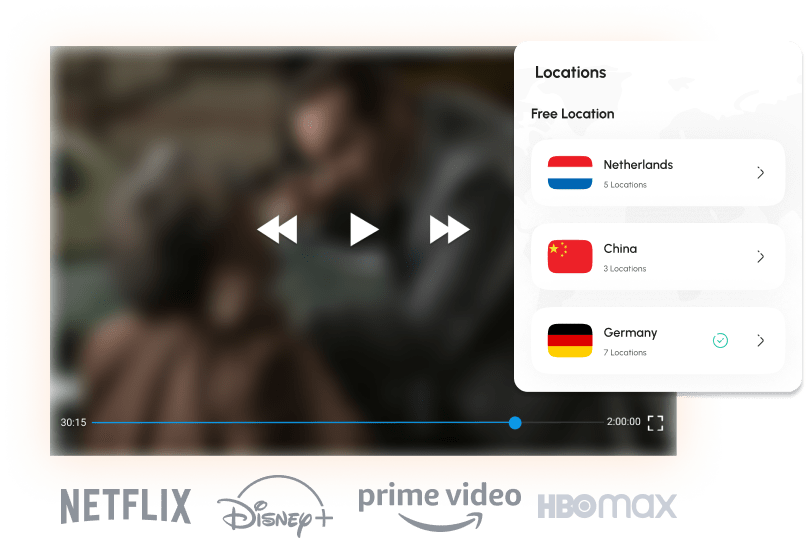 Locations
Free Location
Netherlands
5 Locations
China
3 Locations
Germany
7 Locations
30:15
2:00:00
NETFLIX
Disney+
prime video
HBO max